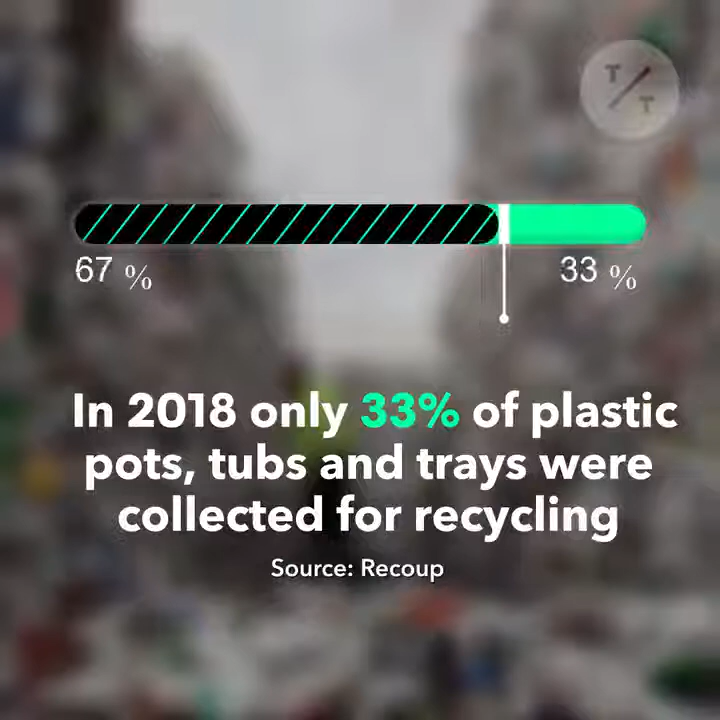 T
T
67 %
33 %
In 2018 only 33% of plastic
pots, tubs and trays were
collected for recycling
Source: Recoup